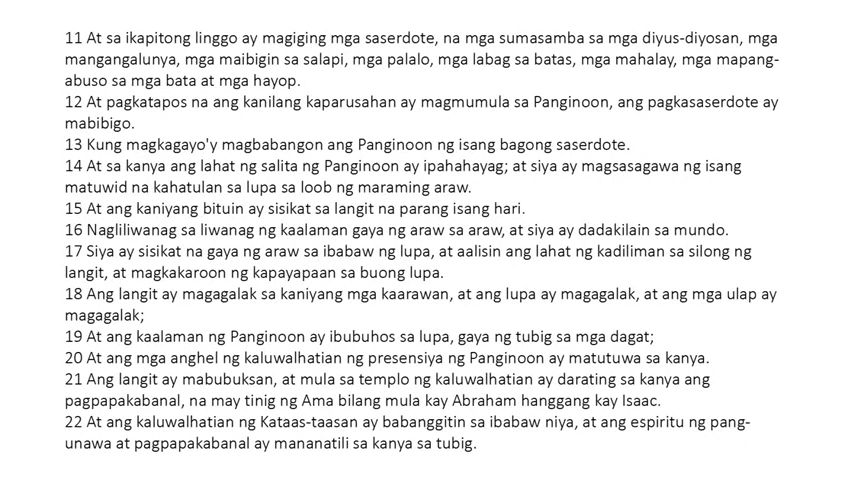 11 At sa ikapitong linggo ay magiging mga saserdote, na mga sumasamba sa mga diyus-diyosan, mga
mangangalunya, mga maibigin sa salapi, mga palalo, mga labag sa batas, mga mahalay, mga mapang-
abuso sa mga bata at mga hayop.
12 At pagkatapos na ang kanilang kaparusahan ay magmumula sa Panginoon, ang pagkasaserdote ay
mabibigo.
13 Kung magkagayo'y magbabangon ang Panginoon ng isang bagong saserdote.
14 At sa kanya ang lahat ng salita ng Panginoon ay ipahahayag; at siya ay magsasagawa ng isang
matuwid na kahatulan sa lupa sa loob ng maraming araw.
15 At ang kaniyang bituin ay sisikat sa langit na parang isang hari.
16 Nagliliwanag sa liwanag ng kaalaman gaya ng araw sa araw, at siya ay dadakilain sa mundo.
17 Siya ay sisikat na gaya ng araw sa ibabaw ng lupa, at aalisin ang lahat ng kadiliman sa silong ng
langit, at magkakaroon ng kapayapaan sa buong lupa.
18 Ang langit ay magagalak sa kaniyang mga kaarawan, at ang lupa ay magagalak, at ang mga ulap ay
magagalak;
19 At ang kaalaman ng Panginoon ay ibubuhos sa lupa, gaya ng tubig sa mga dagat;
20 At ang mga anghel ng kaluwalhatian ng presensiya ng Panginoon ay matutuwa sa kanya.
21 Ang langit ay mabubuksan, at mula sa templo ng kaluwalhatian ay darating sa kanya ang
pagpapakabanal, na may tinig ng Ama bilang mula kay Abraham hanggang kay Isaac.
22 At ang kaluwalhatian ng Kataas-taasan ay babanggitin sa ibabaw niya, at ang espiritu ng pang-
unawa at pagpapakabanal ay mananatili sa kanya sa tubig.